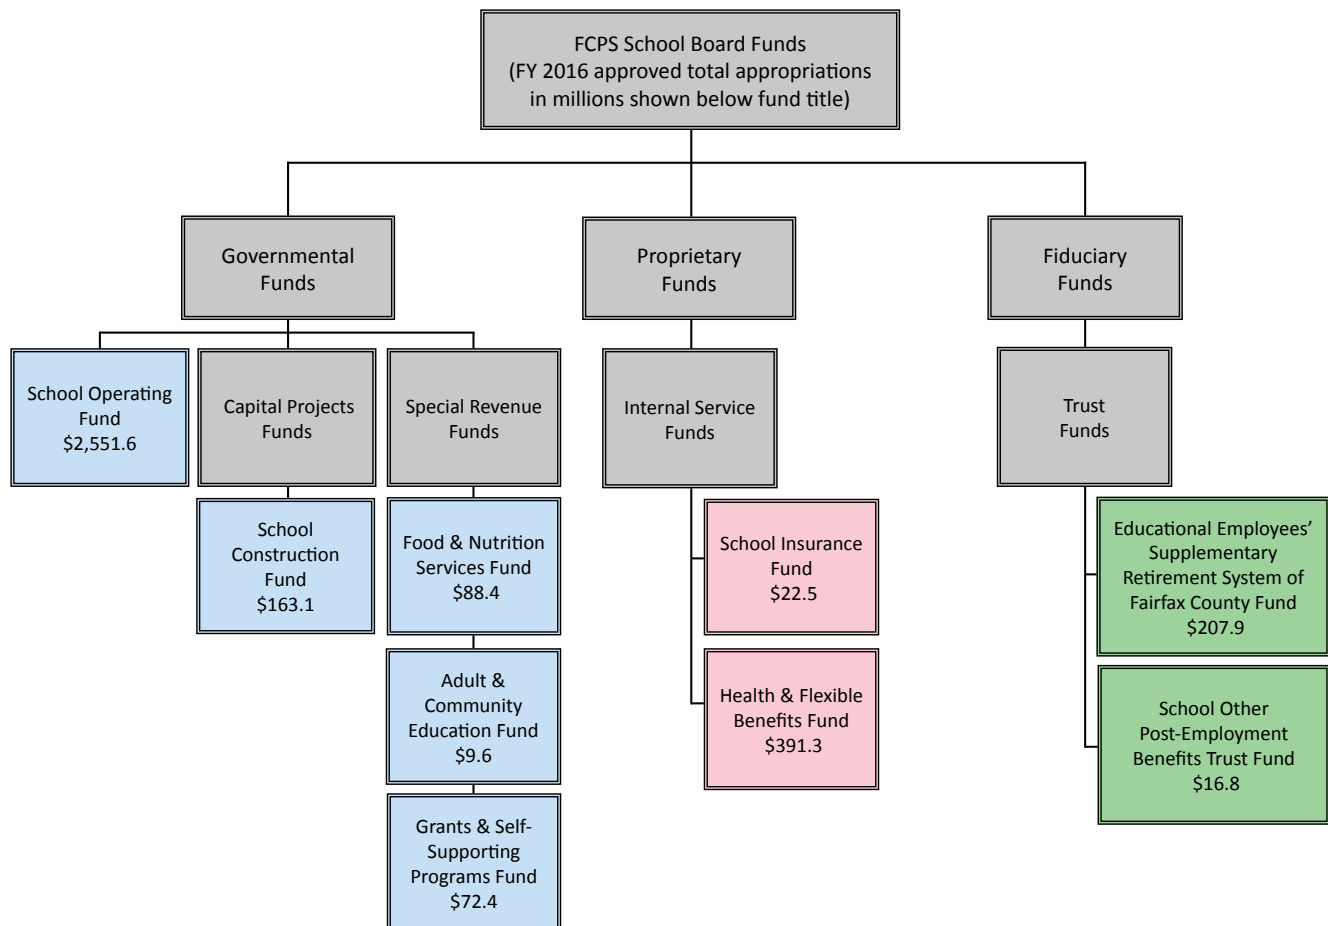 FCPS School Board Funds
(FY 2016 approved total appropriations
in millions shown below fund title)
Governmental
Funds
Proprietary
Funds
Fiduciary
Funds
School Operating
Fund
$2,551.6
Capital Projects
Funds
Special Revenue
Funds
Internal Service
Funds
Trust
Funds
School
Construction
Fund
$163.1
Food & Nutrition
Services Fund
$88.4
School Insurance
Fund
$22.5
Educational Employees’
Supplementary
Retirement System of
Fairfax County Fund
$207.9
Adult &
Community
Education Fund
$9.6
Health & Flexible
Benefits Fund
$391.3
School Other
Post-Employment
Benefits Trust Fund
$16.8
Grants & Self-
Supporting
Programs Fund
$72.4